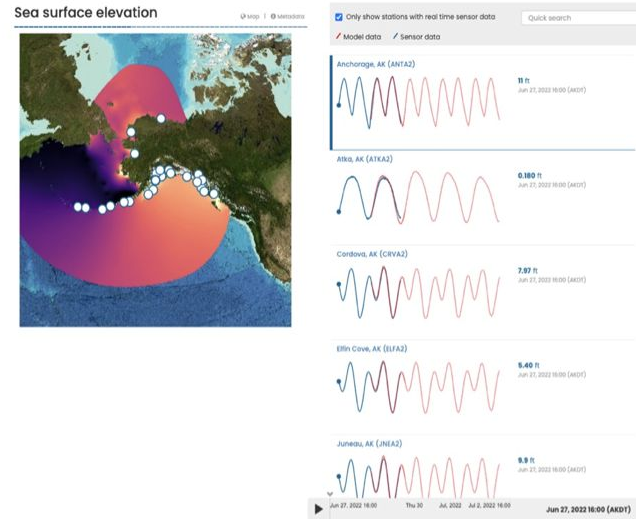 Sea surface elevation
Map | Metadata
Only show stations with real time sensor data
Quick search
Model data Sensor data
Anchorage, AK (ANTA2)
11 ft
Jun 27, 2022 16:00 (AKDT)
Atka, AK (ATKA2)
0.180 ft
Jun 27, 2022 16:00 (AKDT)
Cordova, AK (CRVA2)
7.97 ft
Jun 27, 2022 16:00 (AKDT)
Elfin Cove, AK (ELFA2)
5.40 ft
Jun 27, 2022 16:00 (AKDT)
Juneau, AK (JNEA2)
9.9 ft
Jun 27, 2022 16:00 (AKDT)
Jun 27, 2022 16:00 Thu 30 Jul, 2022 Jul 2, 2022 16:00 Jun 27, 2022 16:00 (AKDT)